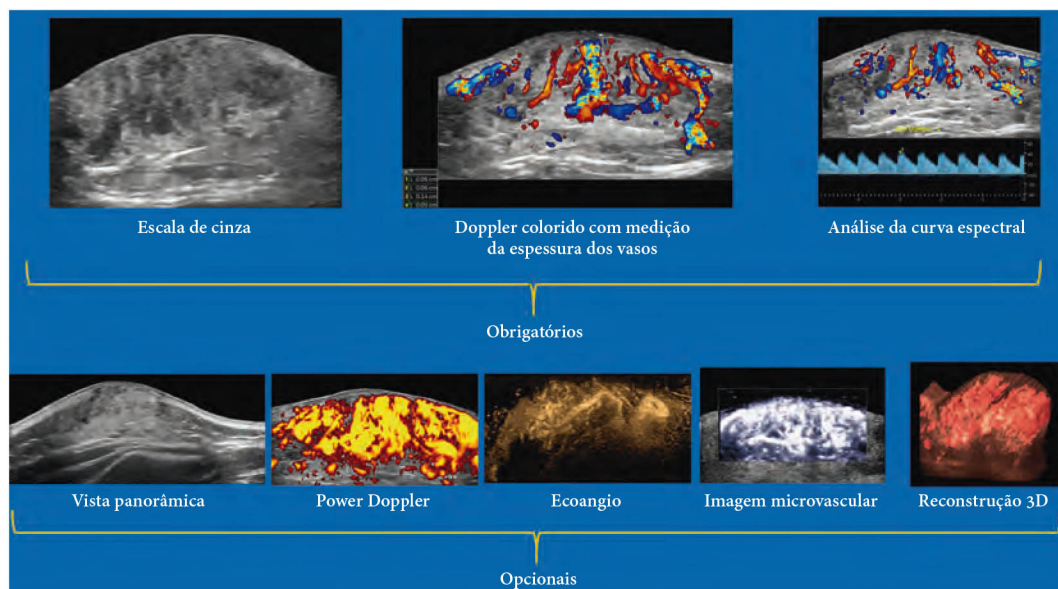 Escala de cinza
Doppler colorido com medição
da espessura dos vasos
Análise da curva espectral
Obrigatórios
Vista panorâmica
Power Doppler
Ecoangio
Imagem microvascular
Reconstrução 3D
Opcionais